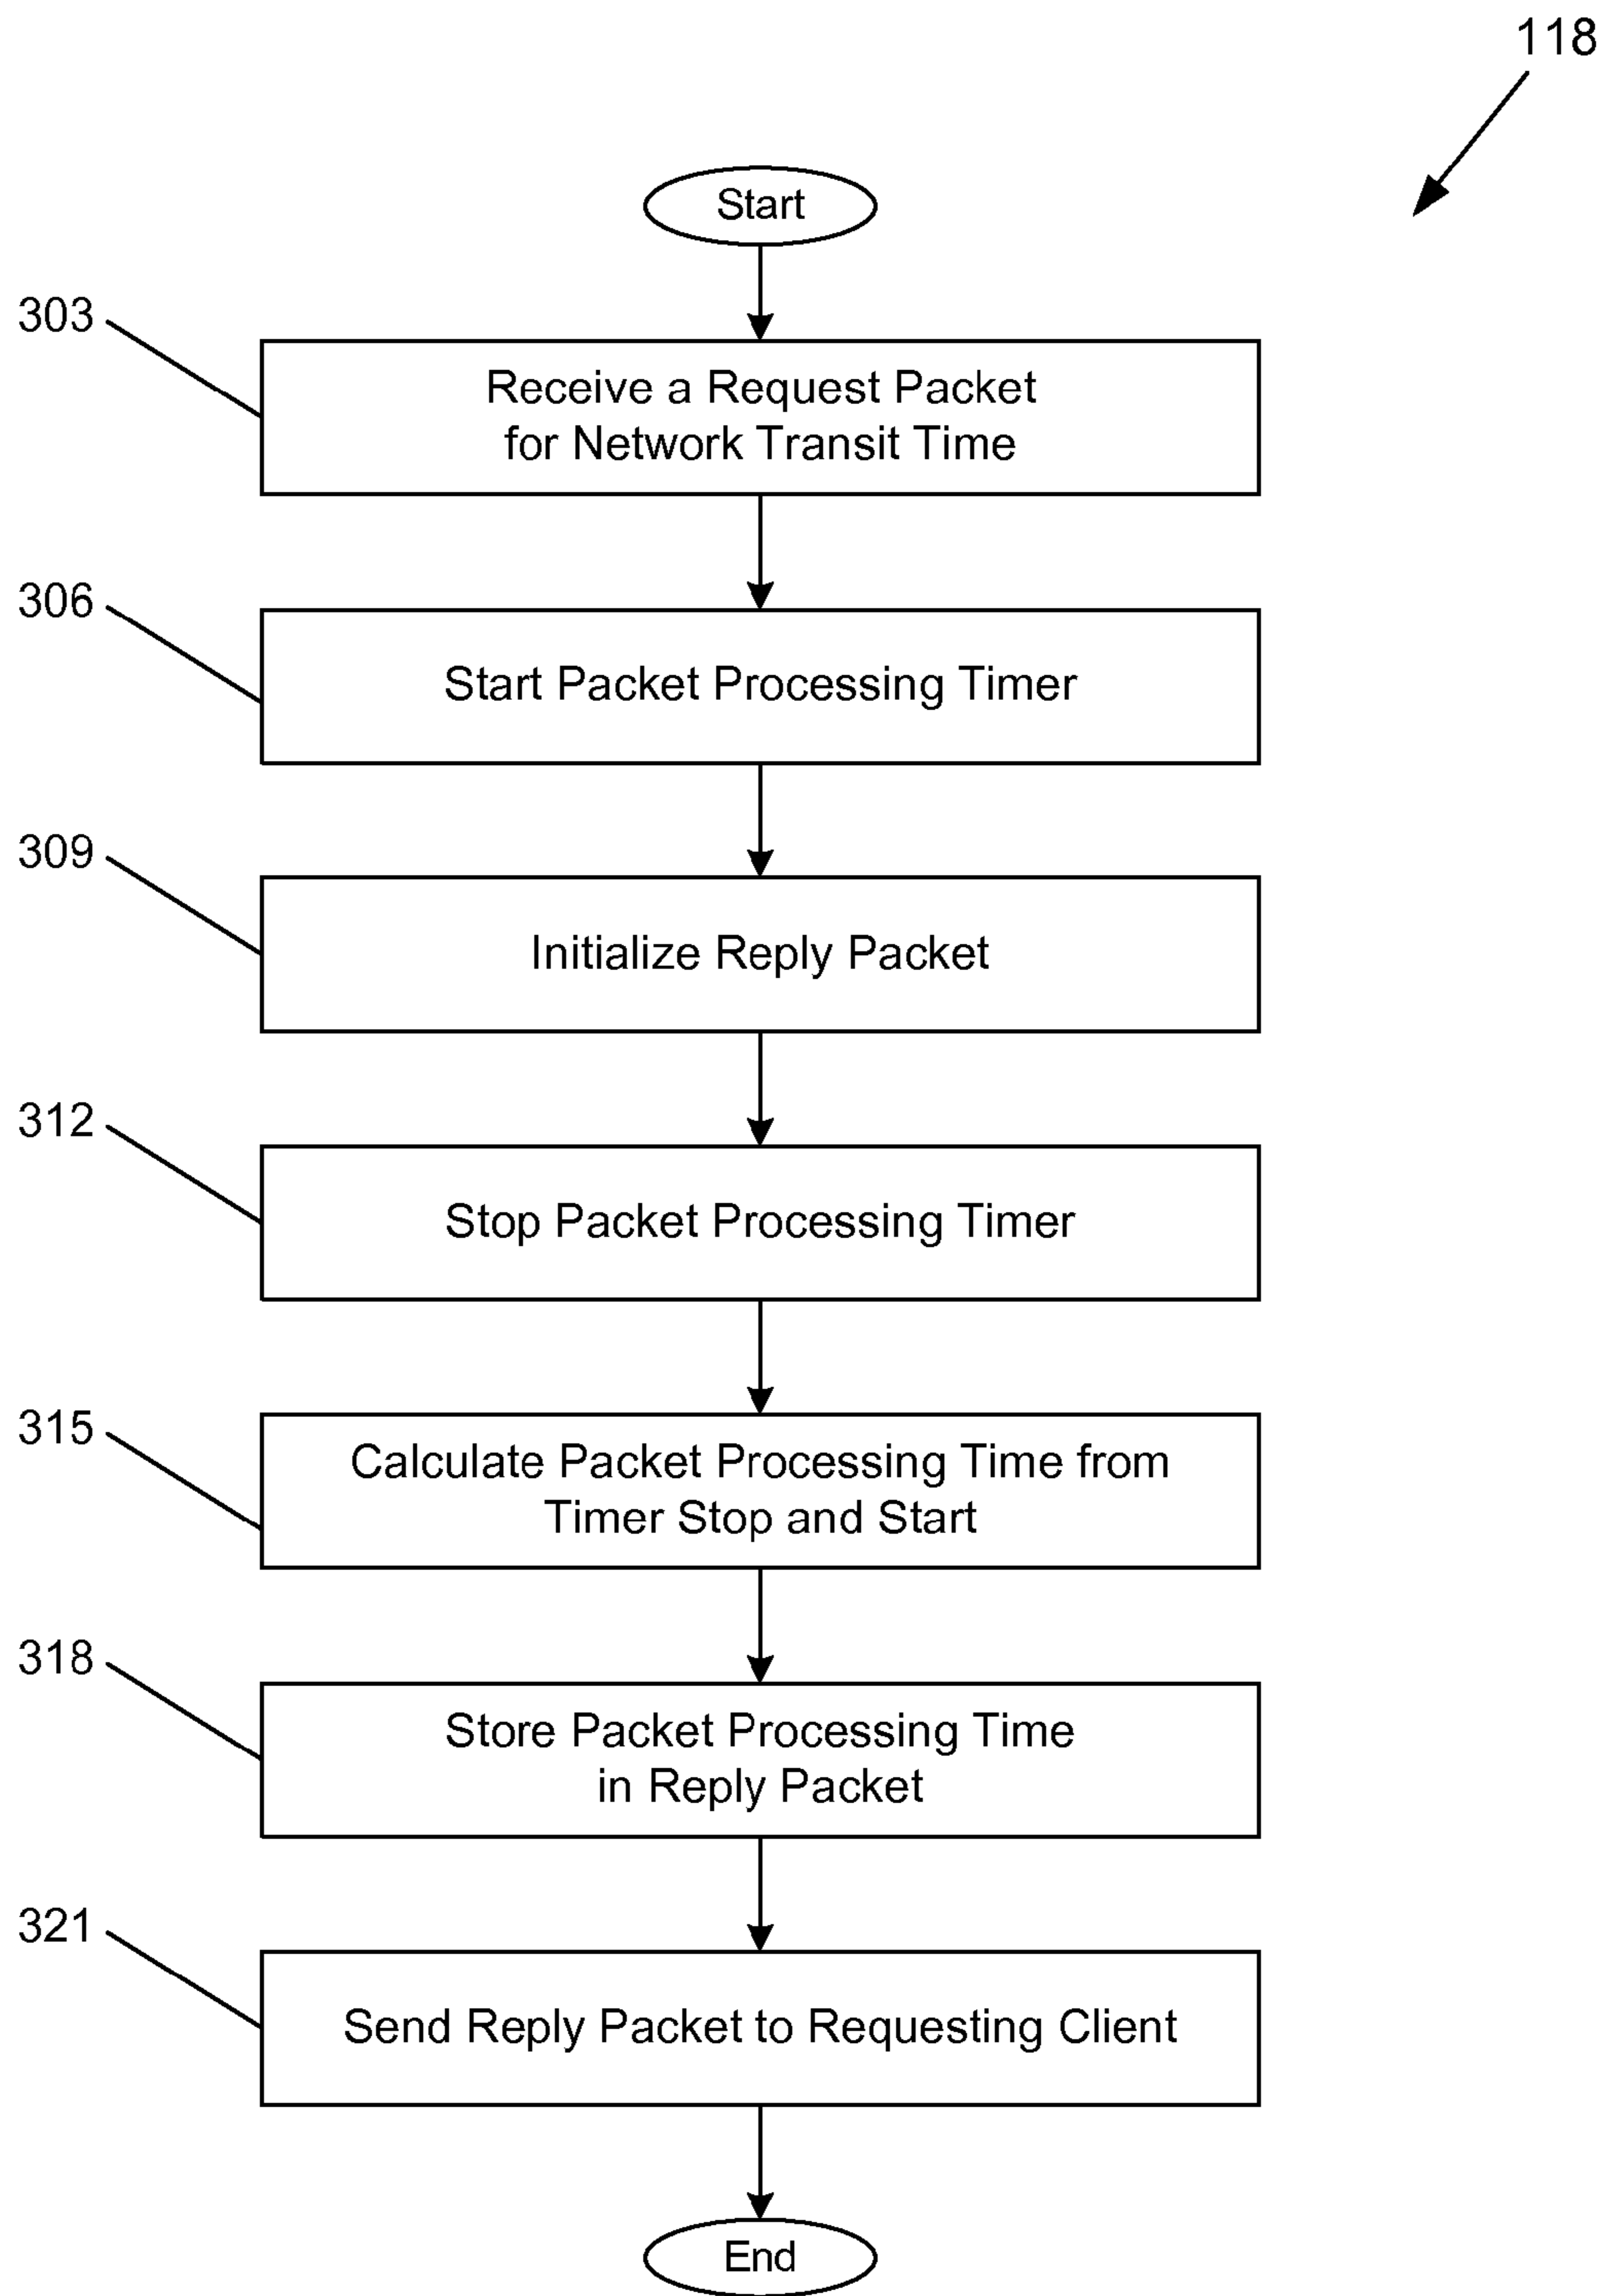 118
Start
303
Receive a Request Packet
for Network Transit Time
306
Start Packet Processing Timer
309
Initialize Reply Packet
312
Stop Packet Processing Timer
315
Calculate Packet Processing Time from
Timer Stop and Start
318
Store Packet Processing Time
in Reply Packet
321
Send Reply Packet to Requesting Client
End